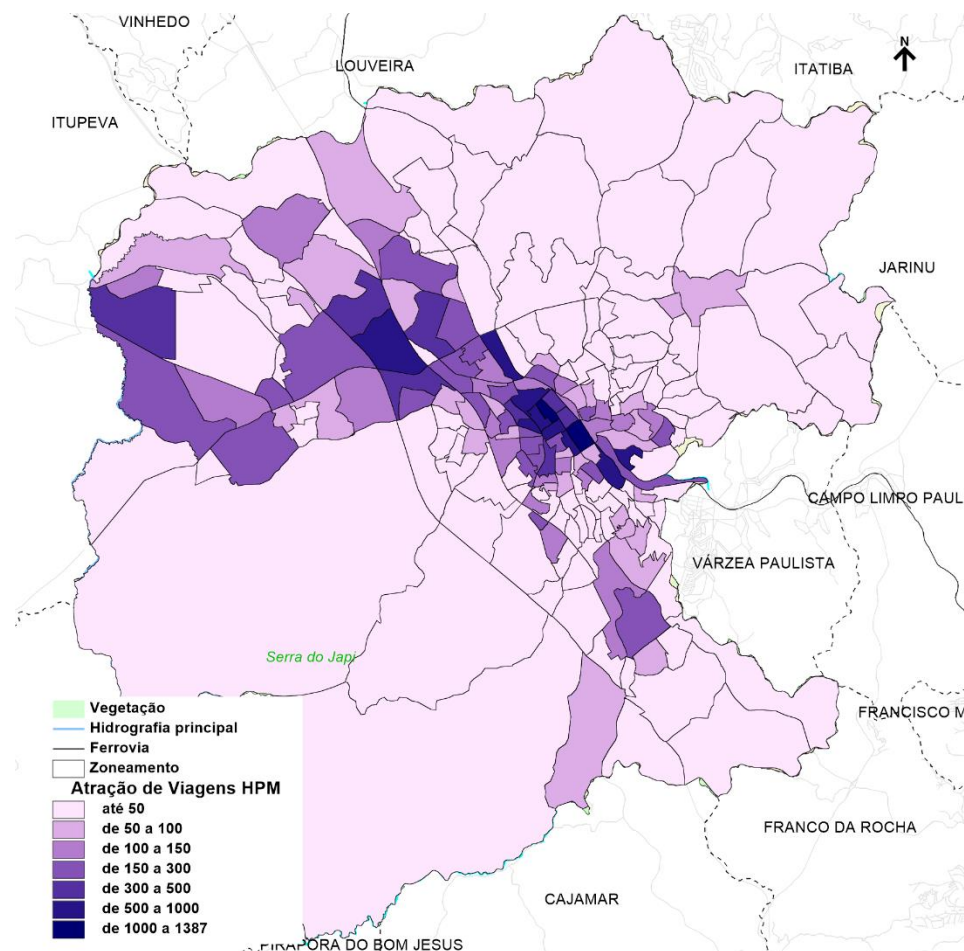 VINHEDO
LOUVEIRA
ITATIBA
N
ITUPEVA
JARINU
CAMPO LIMPO PAUL
VÁRZEA PAULISTA
Serra do Japi
FRANCISCO M
FRANCO DA ROCHA
CAJAMAR
PIRAPORA DO BOM JESUS
Vegetação
Hidrografia principal
Ferrovia
Zoneamento
Atração de Viagens HPM
até 50
de 50 a 100
de 100 a 150
de 150 a 300
de 300 a 500
de 500 a 1000
de 1000 a 1387